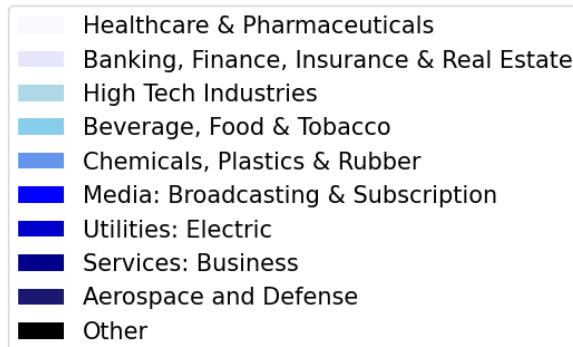 Healthcare & Pharmaceuticals
Banking, Finance, Insurance & Real Estate
High Tech Industries
Beverage, Food & Tobacco
Chemicals, Plastics & Rubber
Media: Broadcasting & Subscription
Utilities: Electric
Services: Business
Aerospace and Defense
Other